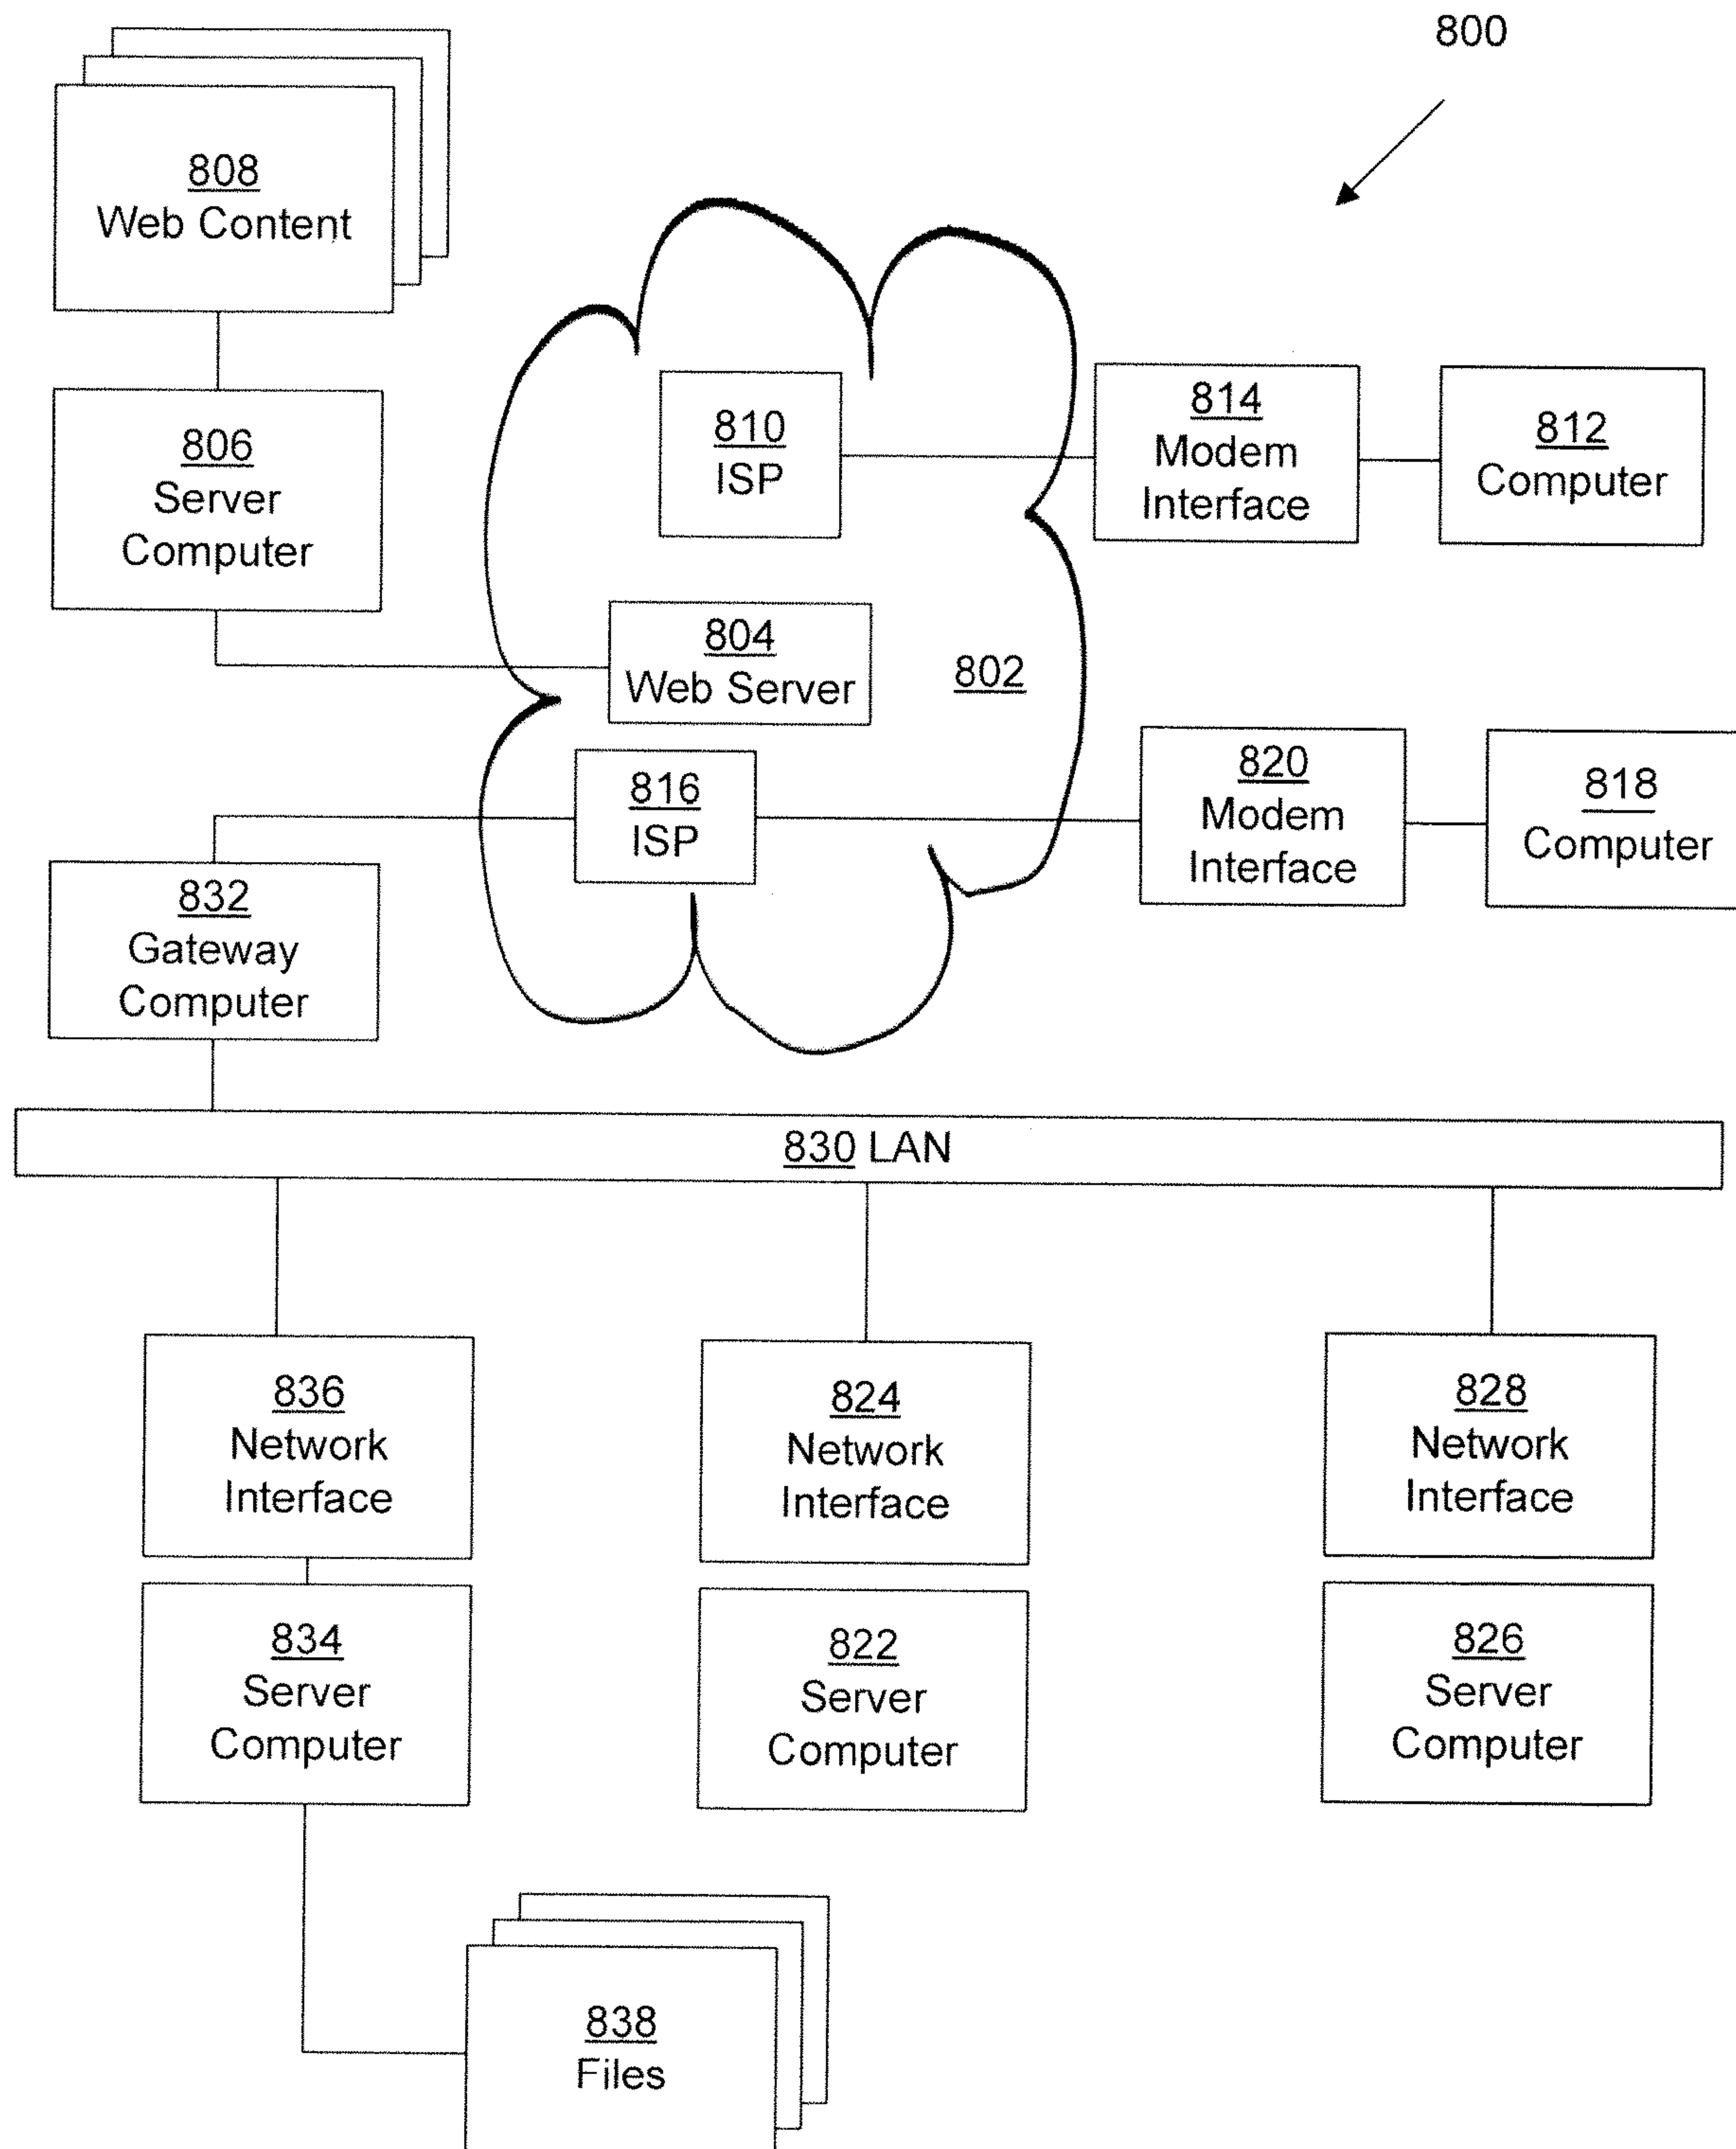 800
808
Web Content
806
Server
Computer
810
ISP
814
Modem
Interface
812
Computer
804
Web Server
802
816
ISP
820
Modem
Interface
818
Computer
832
Gateway
Computer
830 LAN
836
Network
Interface
824
Network
Interface
828
Network
Interface
834
Server
Computer
822
Server
Computer
826
Server
Computer
838
Files